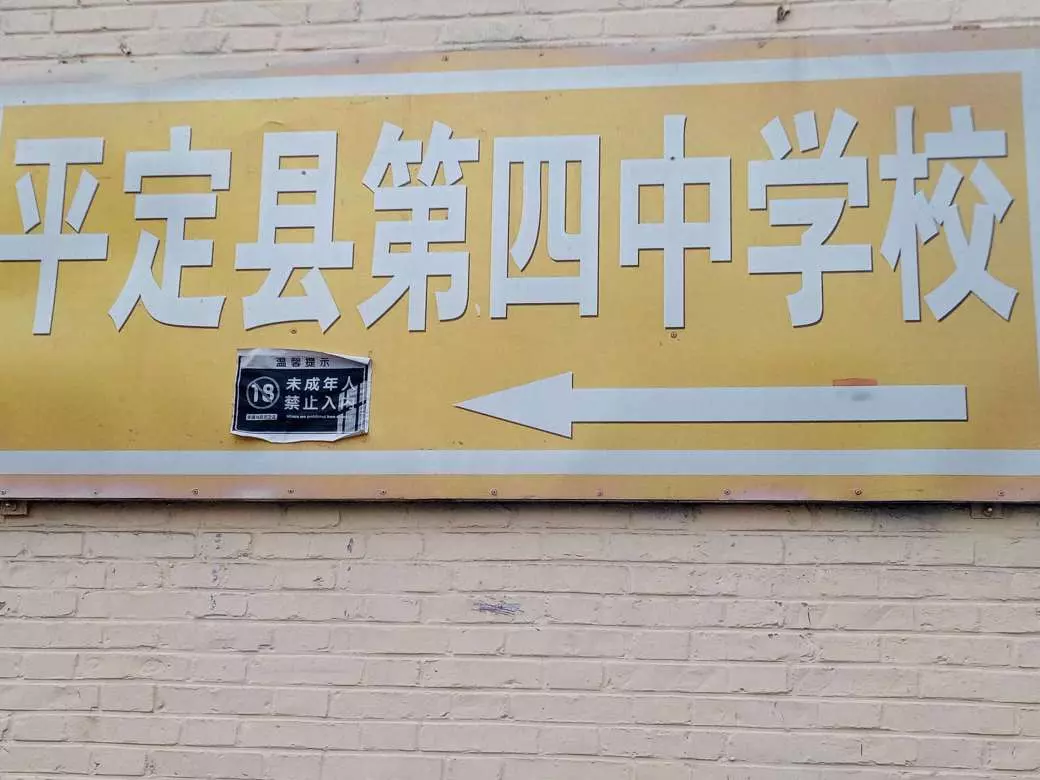 平定县第四中学校
温馨提示
18
未成年人
禁止入内